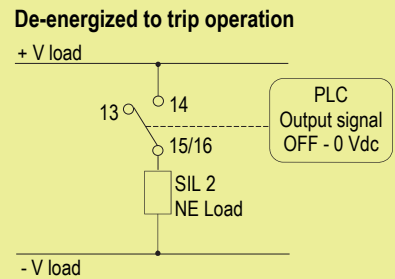 De-energized to trip operation
+ V load
13
14
PLC
Output signal
OFF - 0 Vdc
15/16
SIL 2
NE Load
- V load